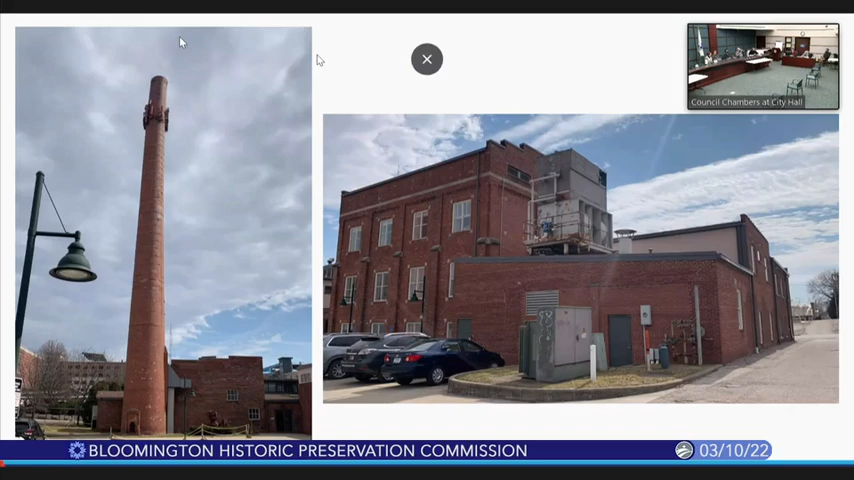 Council Chambers at City Hall
BLOOMINGTON HISTORIC PRESERVATION COMMISSION
03/10/22